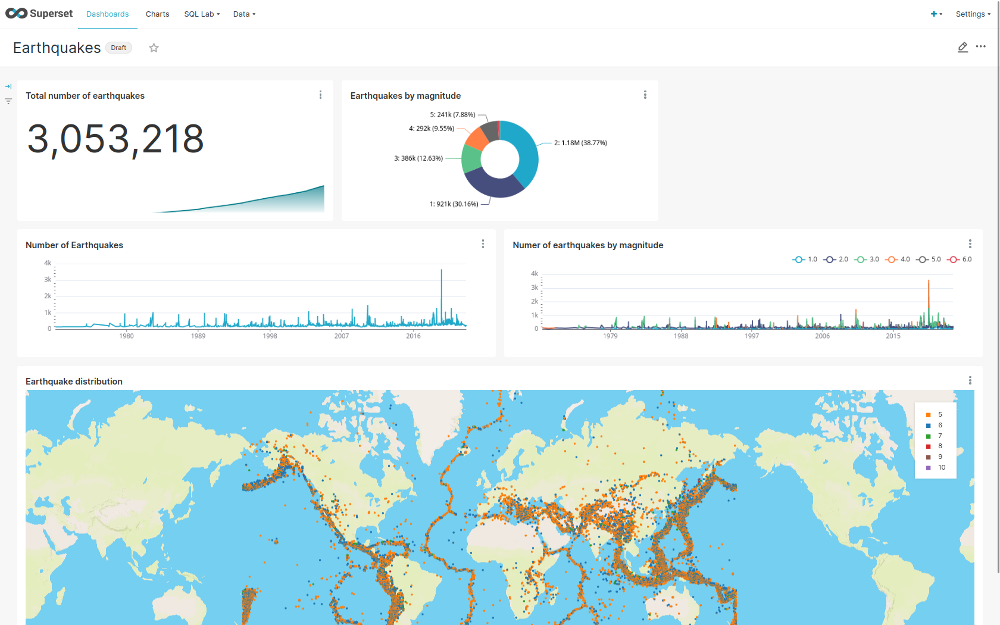 Superset Dashboards Charts SQL Lab Data + Settings
Earthquakes Draft
Total number of earthquakes
3,053,218
Earthquakes by magnitude
5: 241k (7.88%)
4: 292k (9.55%)
2: 1.18M (38.77%)
3: 386k (12.63%)
1: 921k (30.16%)
Number of Earthquakes
4k
3k
2k
1k
0
1980 1989 1998 2007 2016
Numer of earthquakes by magnitude
1.0 2.0 3.0 4.0 5.0 6.0
4k
3k
2k
1k
0
1979 1988 1997 2006 2015
Earthquake distribution
5
6
7
8
9
10